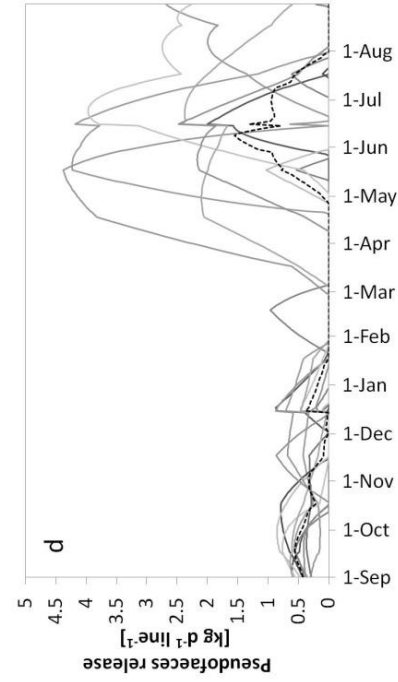 d
Pseudofaeces release
[kg d⁻¹ line⁻¹]
5
4.5
4
3.5
3
2.5
2
1.5
1
0.5
0
1-Sep
1-Oct
1-Nov
1-Dec
1-Jan
1-Feb
1-Mar
1-Apr
1-May
1-Jun
1-Jul
1-Aug